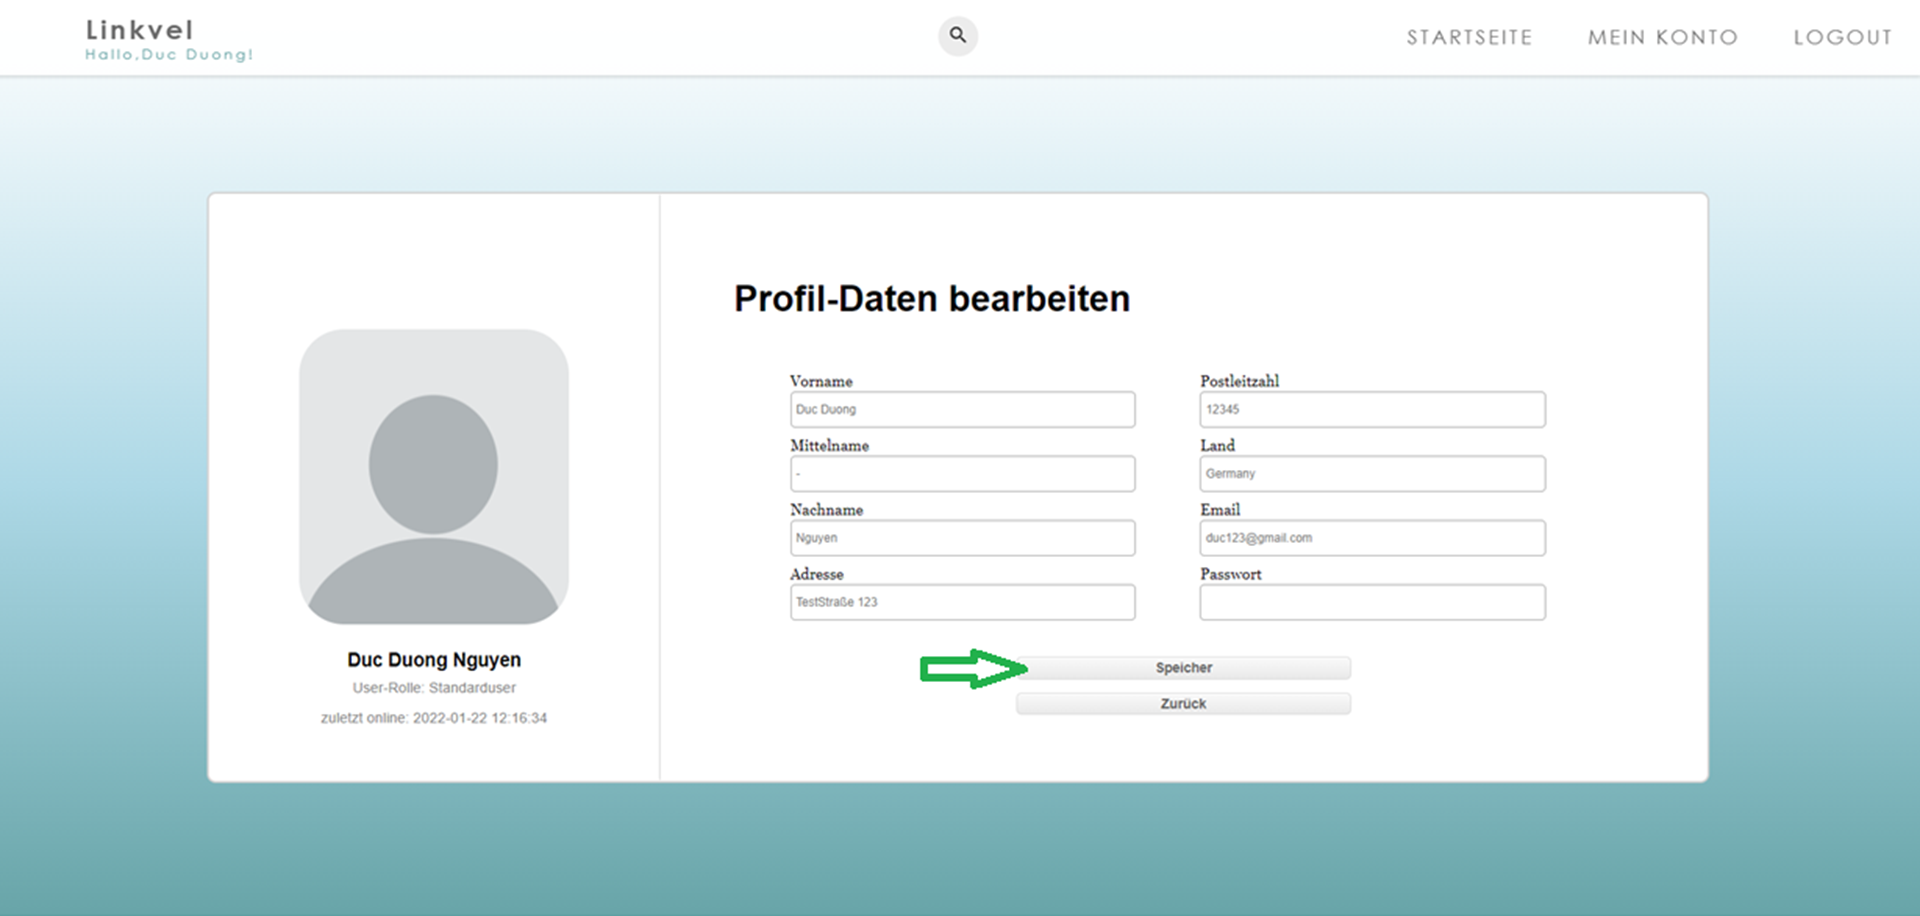 Linkvel
Hallo,Duc Duong!
STARTSEITE
MEIN KONTO
LOGOUT
Duc Duong Nguyen
User-Rolle: Standarduser
zuletzt online: 2022-01-22 12:16:34
Profil-Daten bearbeiten
Vorname
Duc Duong
Mittelname
-
Nachname
Nguyen
Adresse
TestStraße 123
Postleitzahl
12345
Land
Germany
Email
duc123@gmail.com
Passwort
Speicher
Zurück